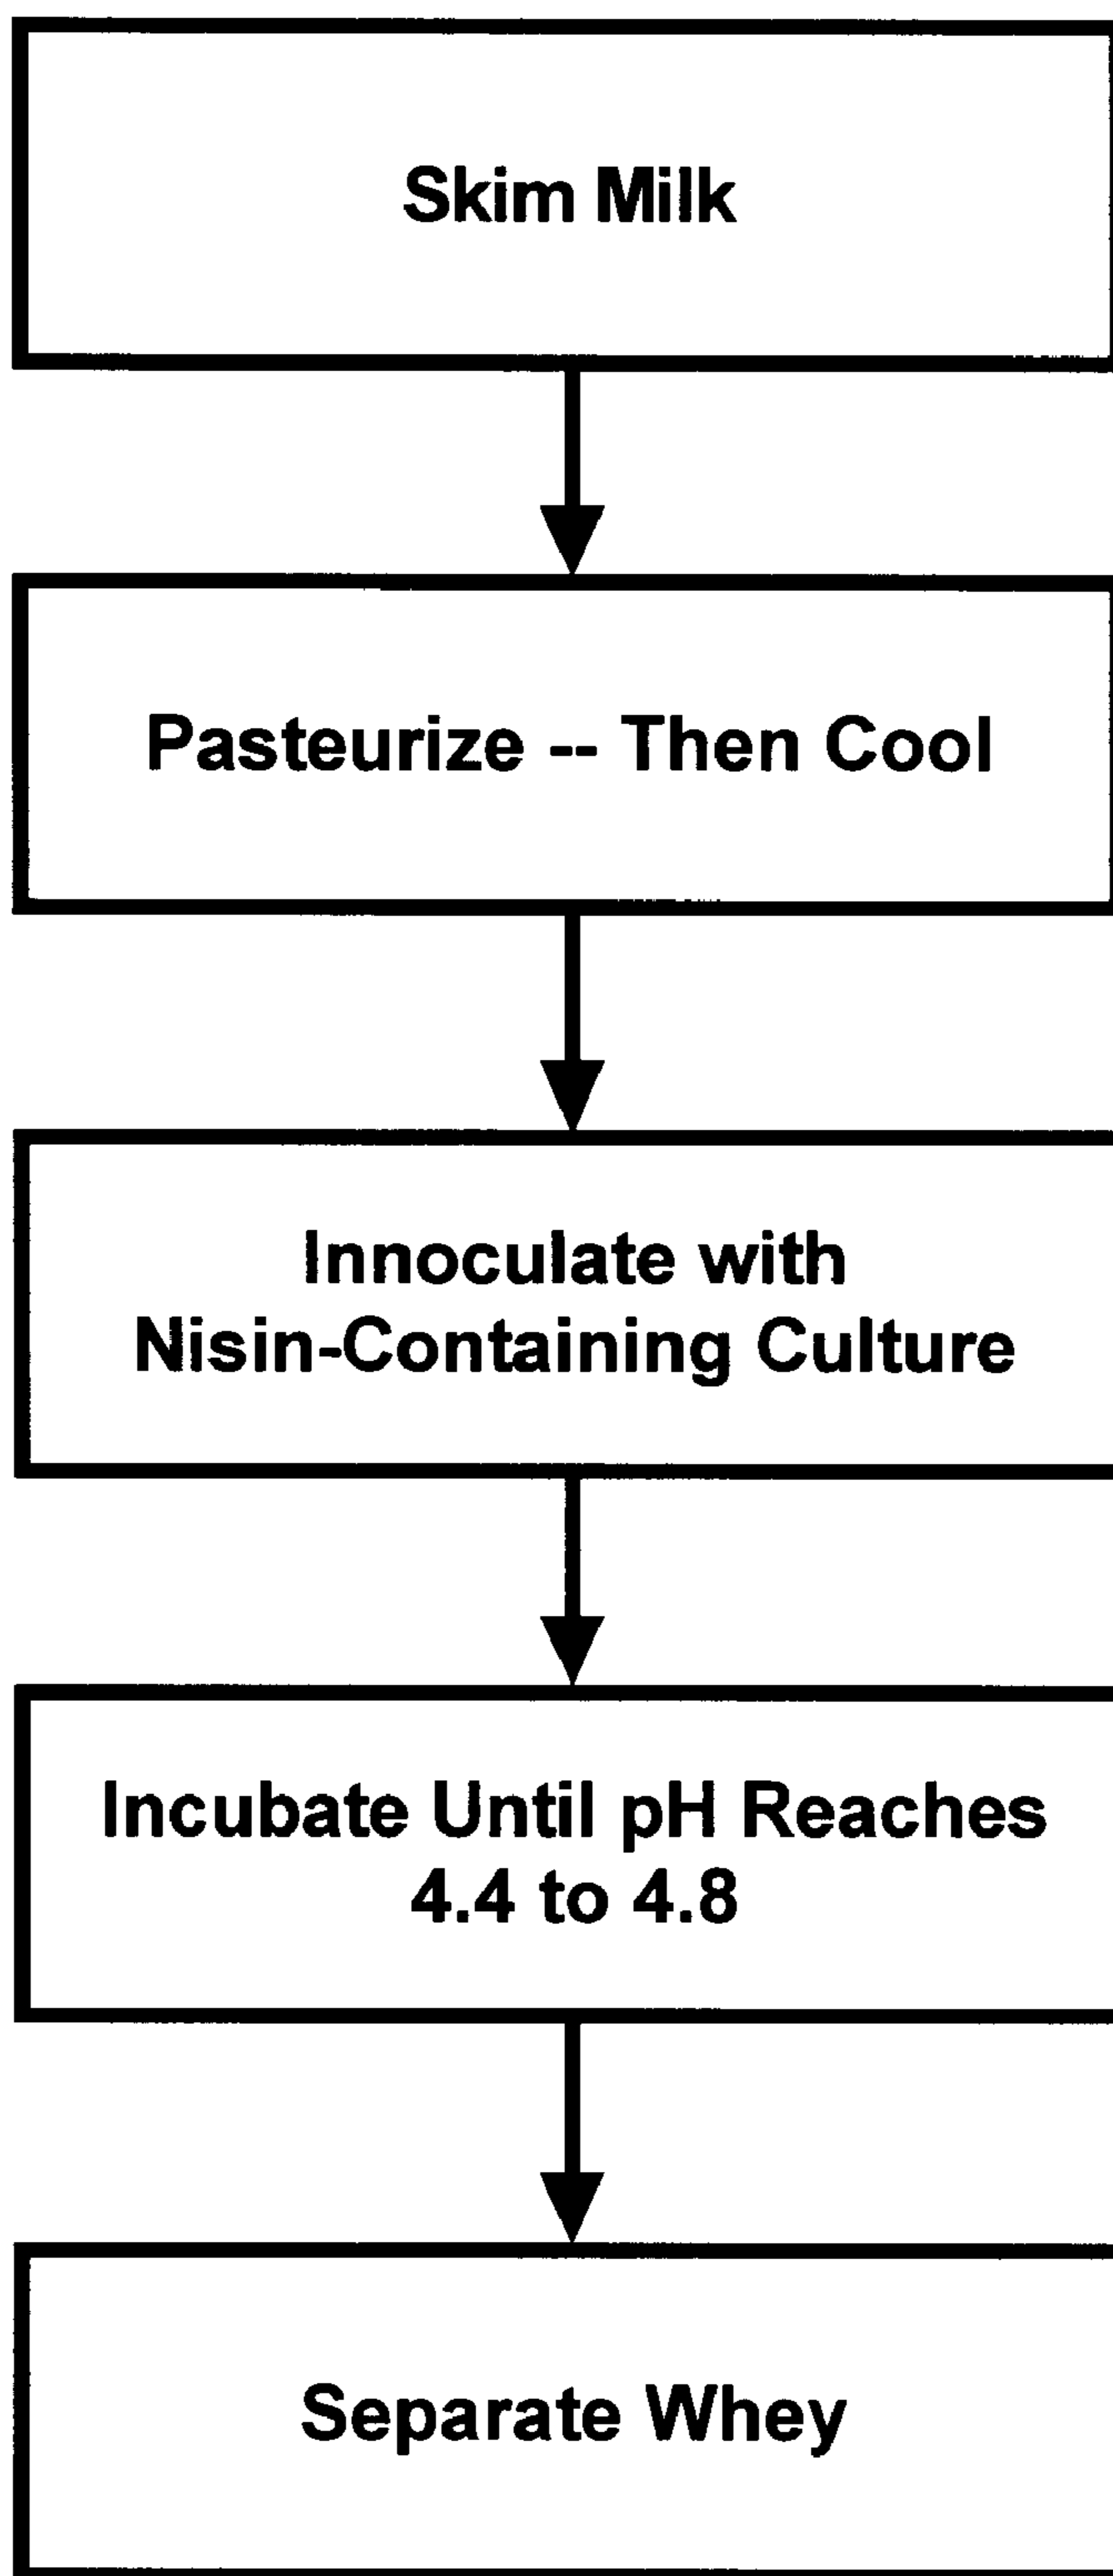 Skim Milk
Pasteurize -- Then Cool
Innoculate with
Nisin-Containing Culture
Incubate Until pH Reaches
4.4 to 4.8
Separate Whey